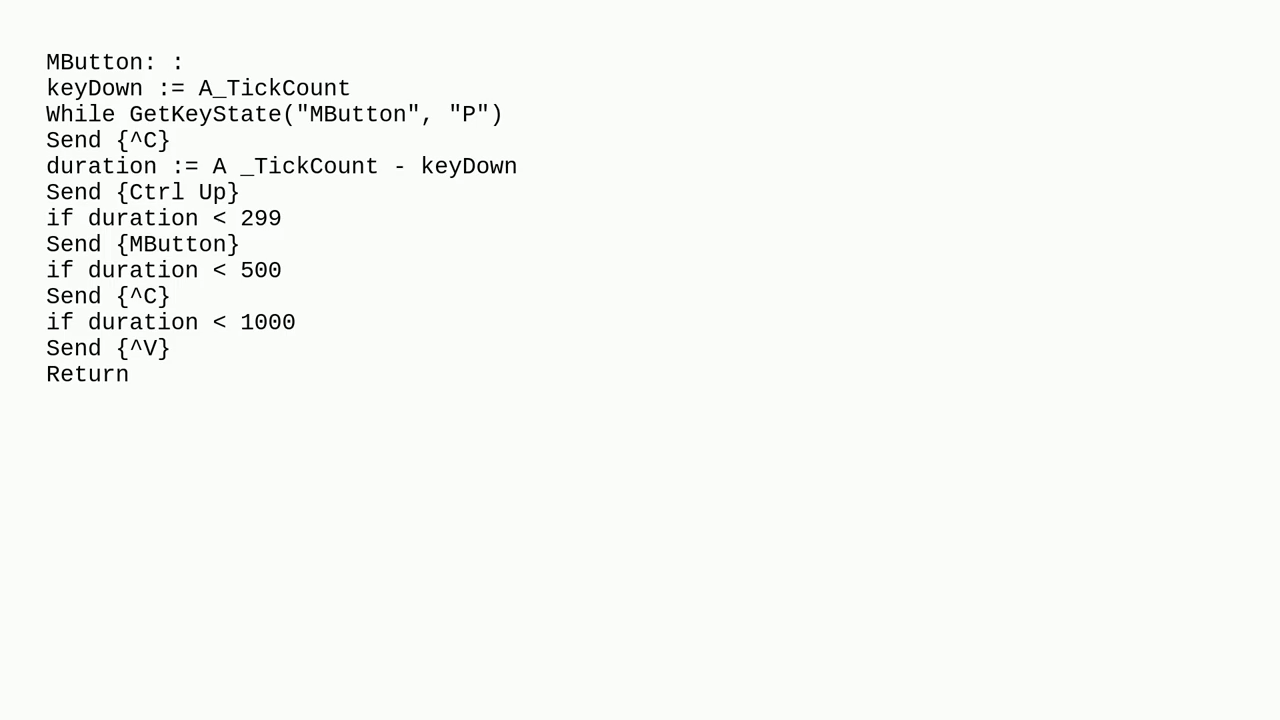 MButton: :
keyDown := A_TickCount
While GetKeyState("MButton", "P")
Send {^C}
duration := A _TickCount - keyDown
Send {Ctrl Up}
if duration < 299
Send {MButton}
if duration < 500
Send {^C}
if duration < 1000
Send {^V}
Return